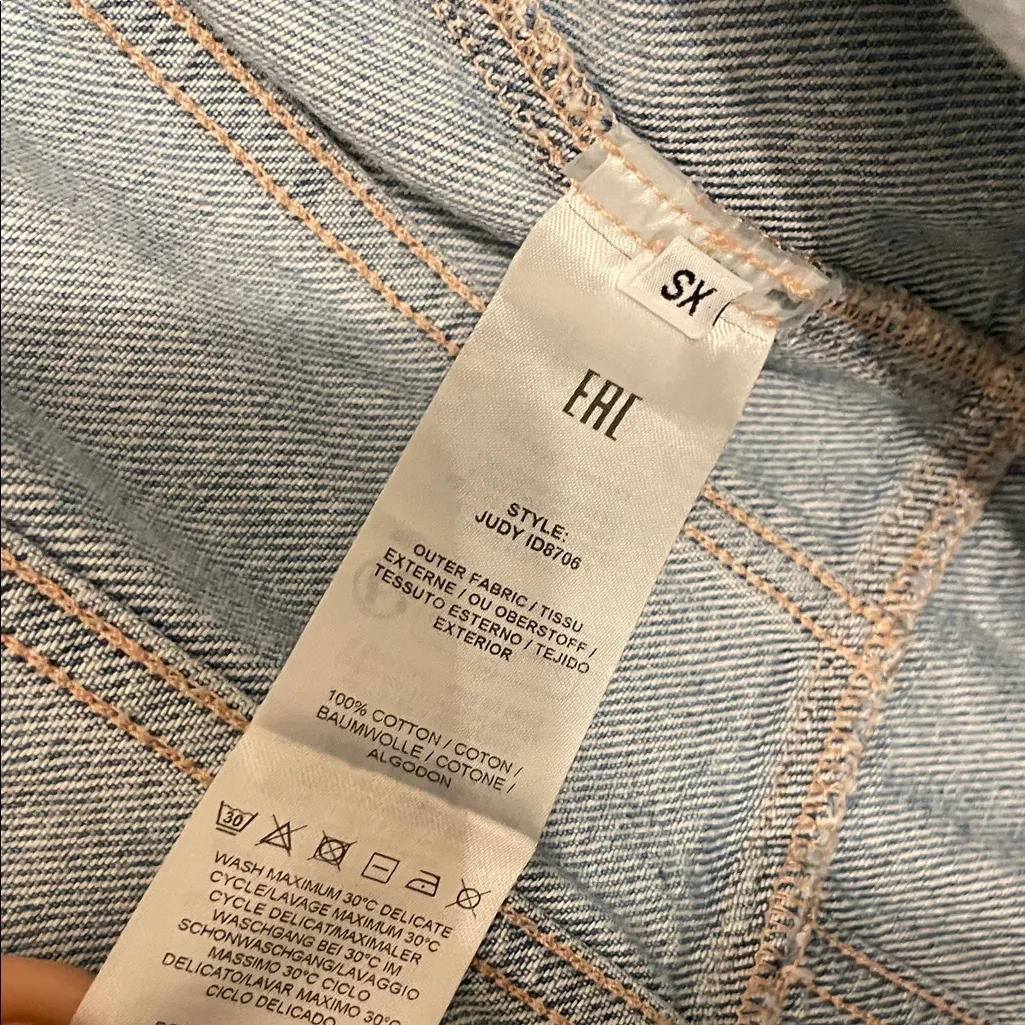 SX
EAC
STYLE:
JUDY ID8706
OUTER FABRIC / TISSU
EXTERNE / OU OBERSTOFF /
TESSUTO ESTERNO / TEJIDO
EXTERIOR
100% COTTON / COTON /
BAUMWOLLE / COTONE /
ALGODON
30
WASH MAXIMUM 30°C DELICATE
CYCLE/LAVAGE MAXIMUM 30°C
CYCLE DELICAT/MAXIMALER
WASCHGANG BEI 30°C IM
SCHONWASCHGANG/LAVAGGIO
MASSIMO 30°C CICLO
DELICATO/LAVAR MAXIMO 30°C
CICLO DELICADO